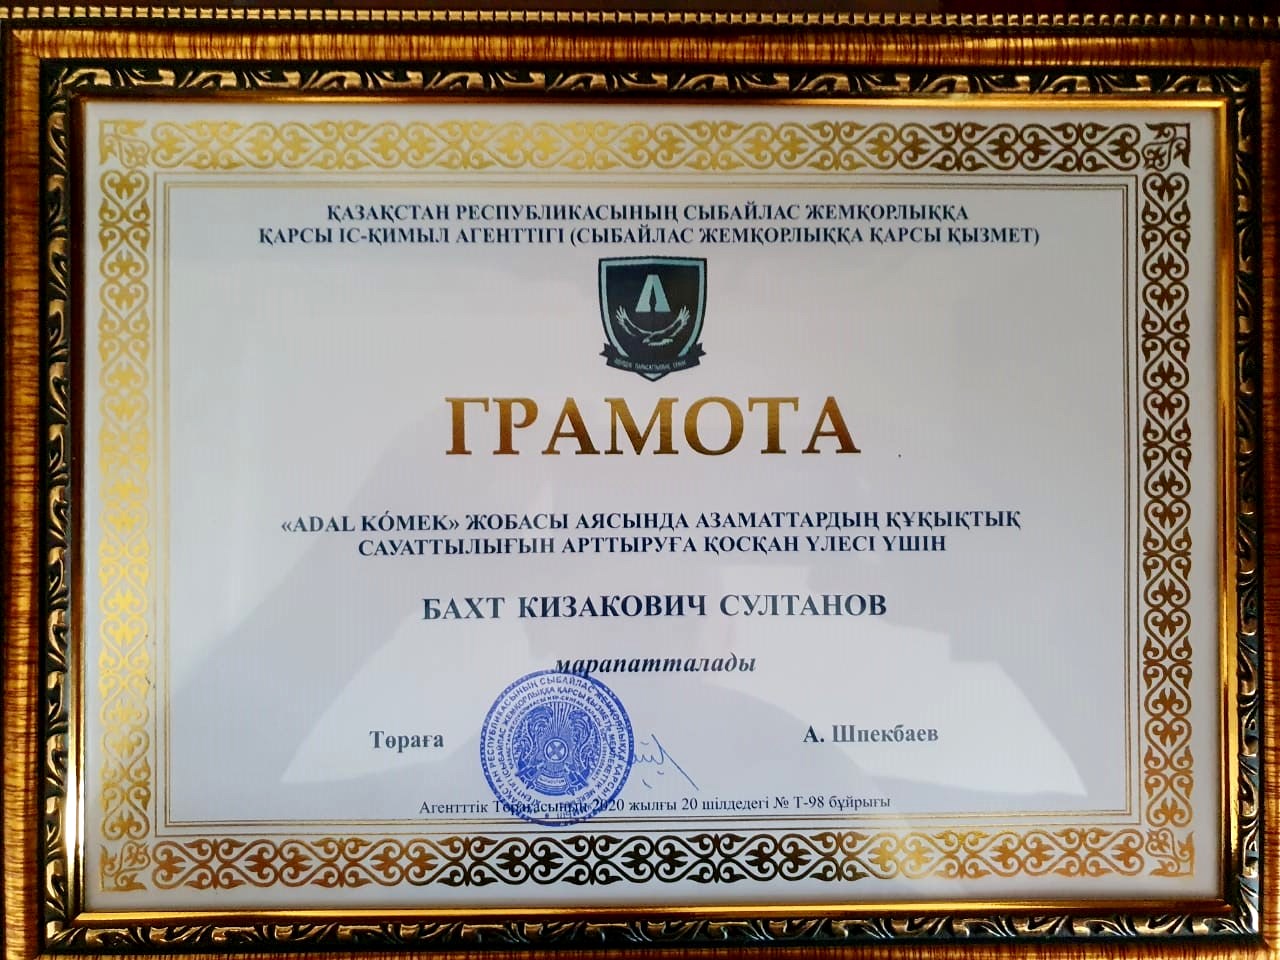 ҚАЗАҚСТАН РЕСПУБЛИКАСЫНЫҢ СЫБАЙЛАС ЖЕМҚОРЛЫҚҚА
ҚАРСЫ ІС-ҚИМЫЛ АГЕНТТІГІ (СЫБАЙЛАС ЖЕМҚОРЛЫҚҚА ҚАРСЫ ҚЫЗМЕТ)
ГРАМОТА
«ADAL KÓMEK» ЖОБАСЫ АЯСЫНДА АЗАМАТТАРДЫҢ ҚҰҚЫҚТЫҚ
САУАТТЫЛЫҒЫН АРТТЫРУҒА ҚОСҚАН ҮЛЕСІ ҮШІН
БАХТ КИЗАКОВИЧ СУЛТАНОВ
марапатталады
Төраға
А. Шпекбаев
Агентттік Төрағасының 2020 жылғы 20 шілдедегі № Т-98 бұйрығы